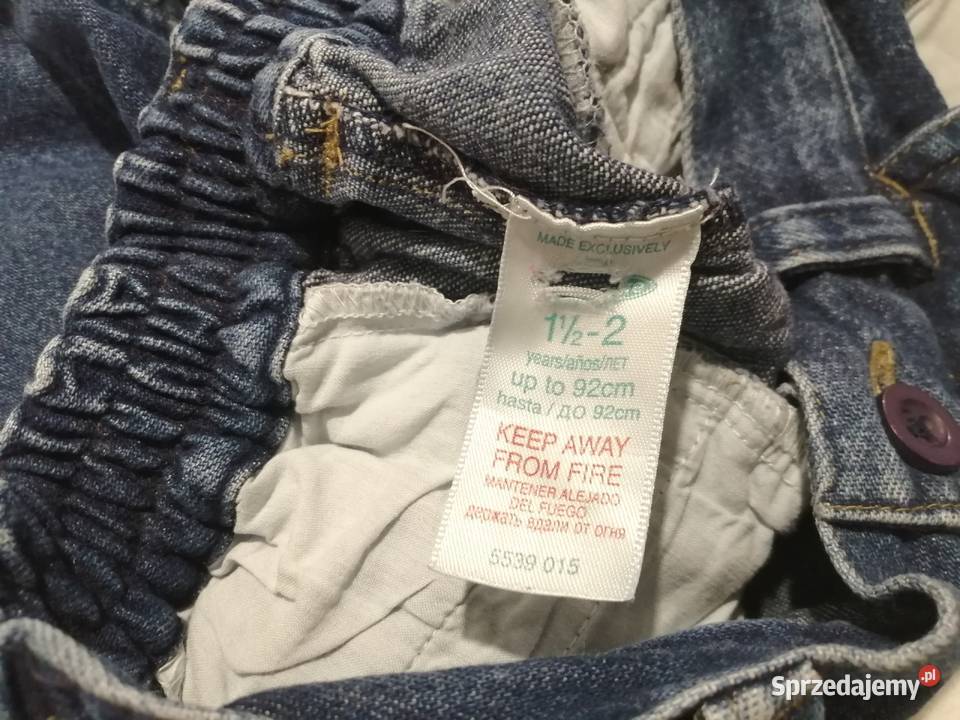 MADE EXCLUSIVELY
1½-2
years/años/ЛЕТ
up to 92cm
hasta / ДО 92cm
KEEP AWAY
FROM FIRE
MANTENER ALEJADO
DEL FUEGO
держать вдали от огня
5539 015
Sprzedajemy.pl